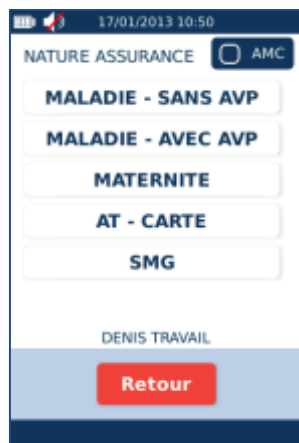 17/01/2013 10:50
NATURE ASSURANCE AMC
MALADIE - SANS AVP
MALADIE - AVEC AVP
MATERNITE
AT - CARTE
SMG
DENIS TRAVAIL
Retour